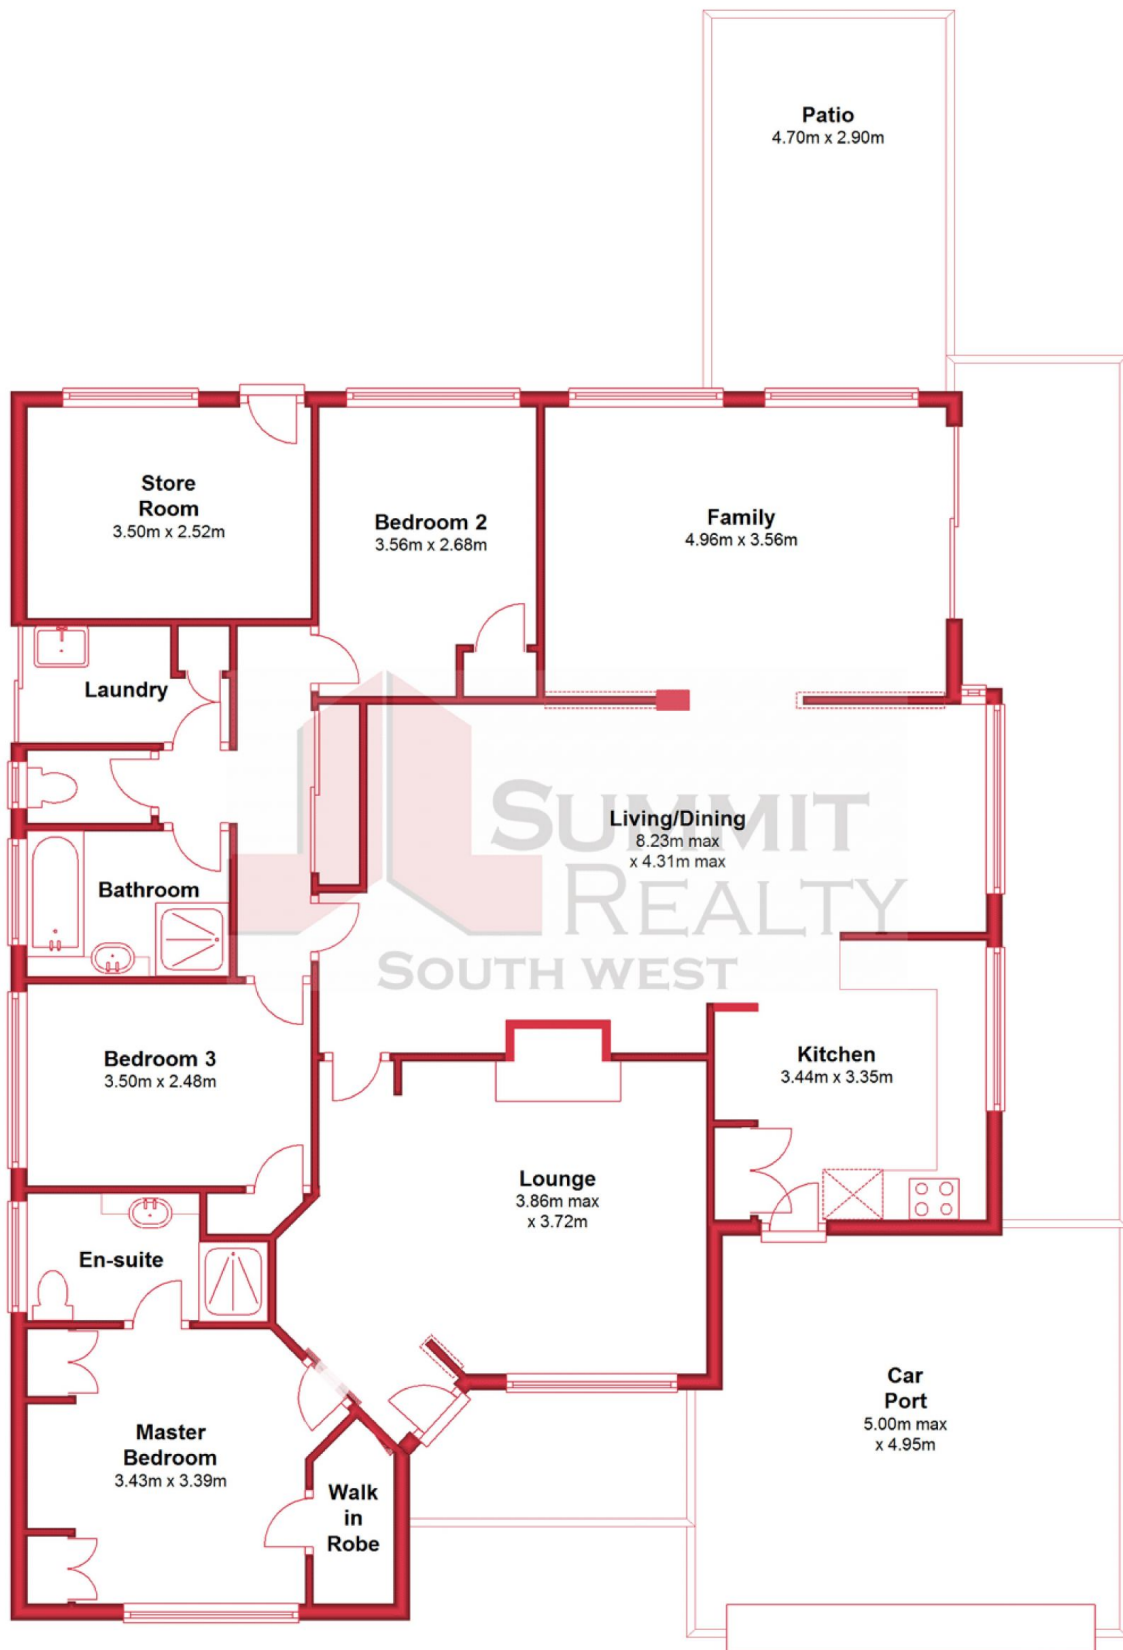 Patio
4.70m x 2.90m
Store
Room
3.50m x 2.52m
Bedroom 2
3.56m x 2.68m
Family
4.96m x 3.56m
Laundry
Living/Dining
8.23m max
x 4.31m max
SUMMIT
REALTY
SOUTH WEST
Bathroom
Bedroom 3
3.50m x 2.48m
Kitchen
3.44m x 3.35m
Lounge
3.86m max
x 3.72m
En-suite
Master
Bedroom
3.43m x 3.39m
Walk
in
Robe
Car
Port
5.00m max
x 4.95m